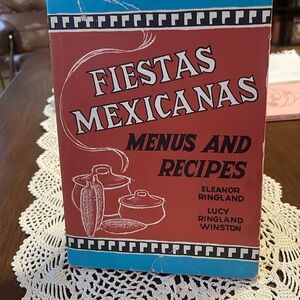 FIESTAS
MEXICANAS
MENUS AND
RECIPES
ELEANOR
RINGLAND
LUCY
RINGLAND
WINSTON